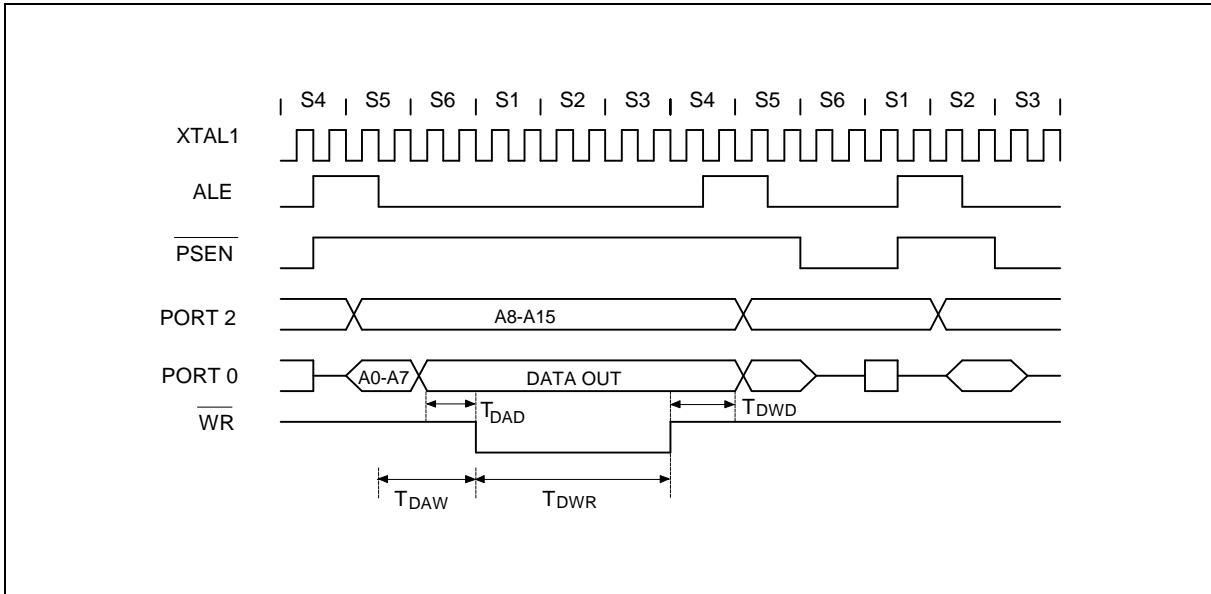 S4 S5 S6 S1 S2 S3 S4 S5 S6 S1 S2 S3
XTAL1
ALE
PSEN
PORT 2 A8-A15
PORT 0 A0-A7 DATA OUT
TDAD TDWD
WR
TDAW TDWR